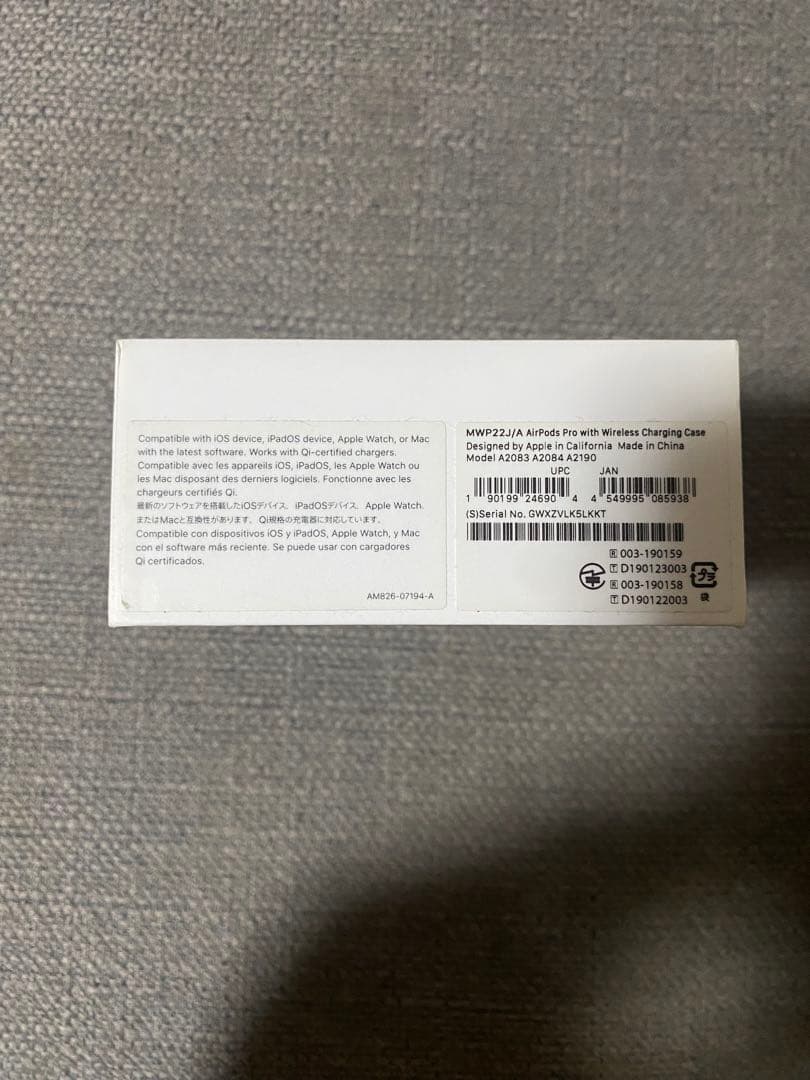 Compatible with iOS device, iPadOS device, Apple Watch, or Mac
with the latest software. Works with Qi-certified chargers.
Compatible avec les appareils iOS, iPadOS, les Apple Watch ou
les Mac disposant des derniers logiciels. Fonctionne avec les
chargeurs certifiés Qi.
最新のソフトウェアを搭載したiOSデバイス、iPadOSデバイス、Apple Watch、
またはMacと互換性があります。Qi規格の充電器に対応しています。
Compatible con dispositivos iOS y iPadOS, Apple Watch, y Mac
con el software más reciente. Se puede usar con cargadores
Qi certificados.
AM826-07194-A
MWP22J/A AirPods Pro with Wireless Charging Case
Designed by Apple in California Made in China
Model A2083 A2084 A2190
UPC JAN
1 90199 24690 4 4 549995 085938
(S)Serial No. GWXZVLK5LKKT
R 003-190159
T D190123003
R 003-190158
T D190122003
プラ
袋